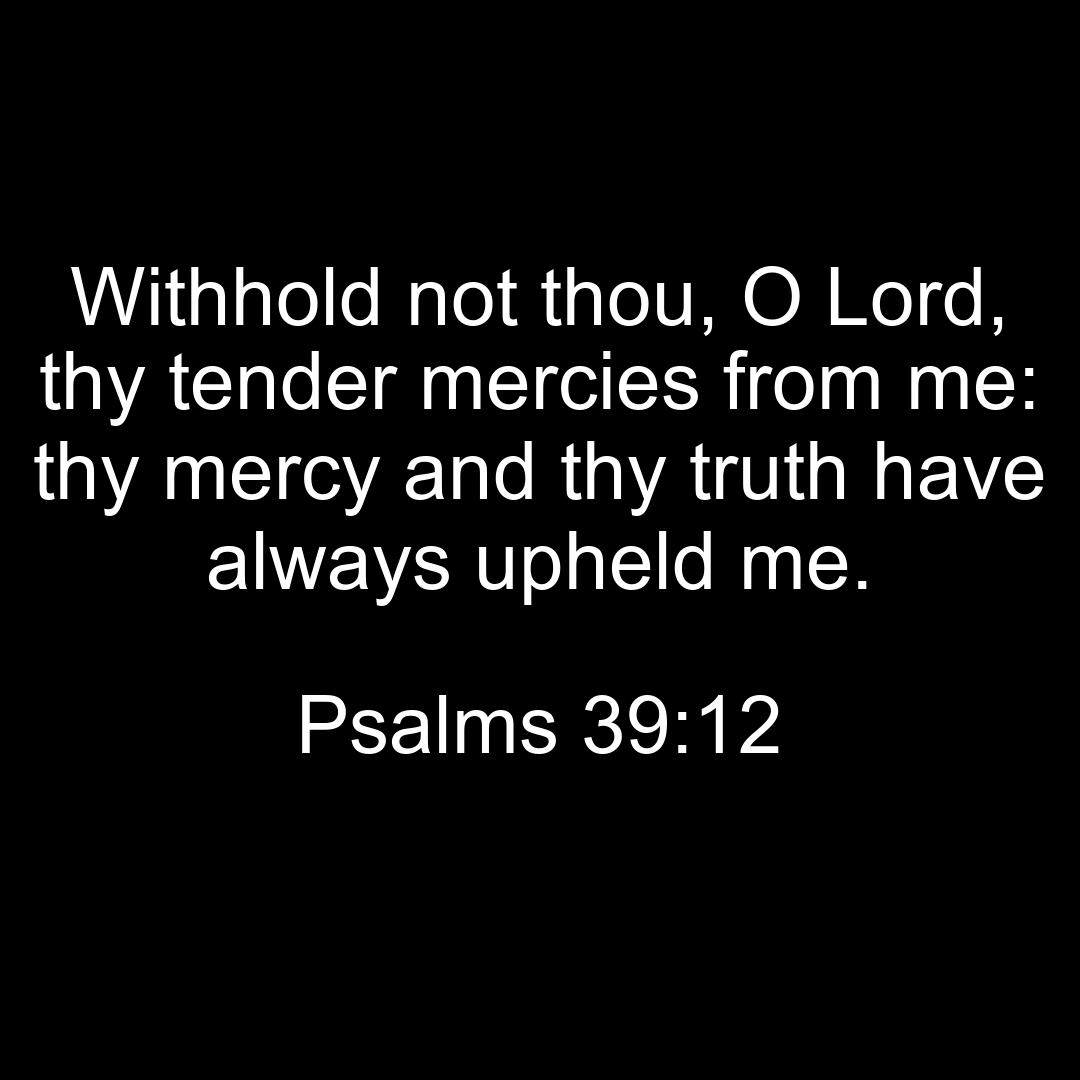 Withhold not thou, O Lord,
thy tender mercies from me:
thy mercy and thy truth have
always upheld me.
Psalms 39:12